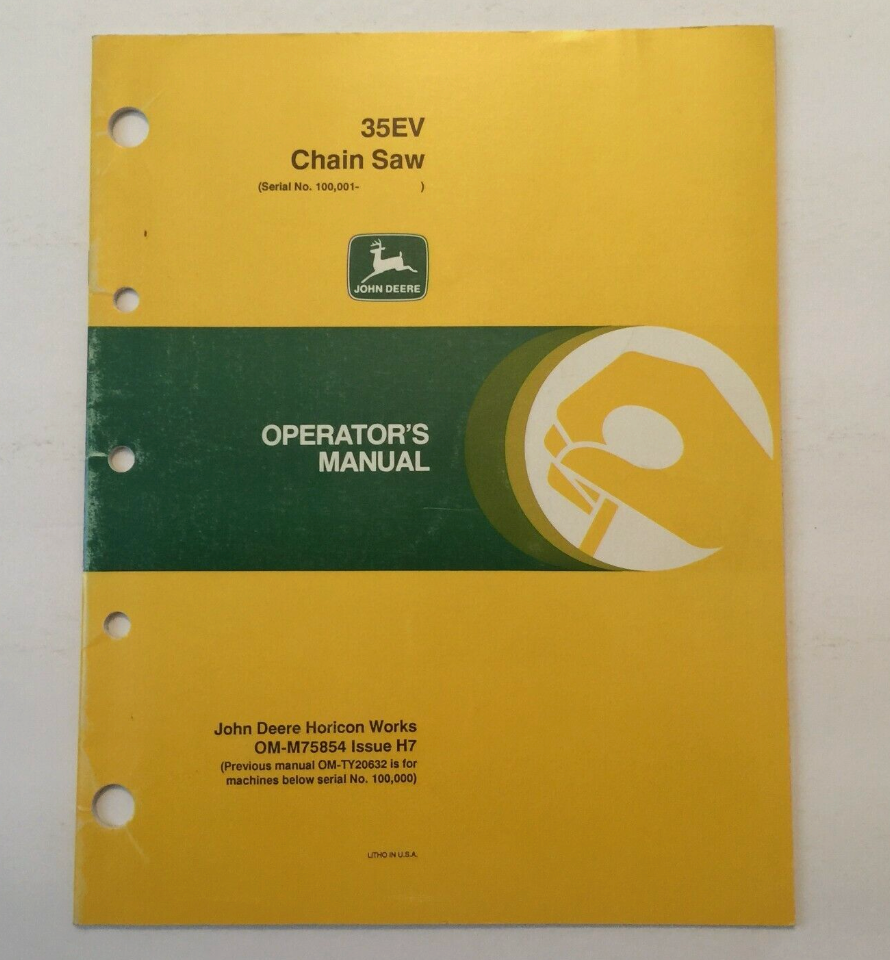 35EV
Chain Saw
(Serial No. 100,001- )
JOHN DEERE
OPERATOR'S
MANUAL
John Deere Horicon Works
OM-M75854 Issue H7
(Previous manual OM-TY20632 is for
machines below serial No. 100,000)
LITHO IN U.S.A.